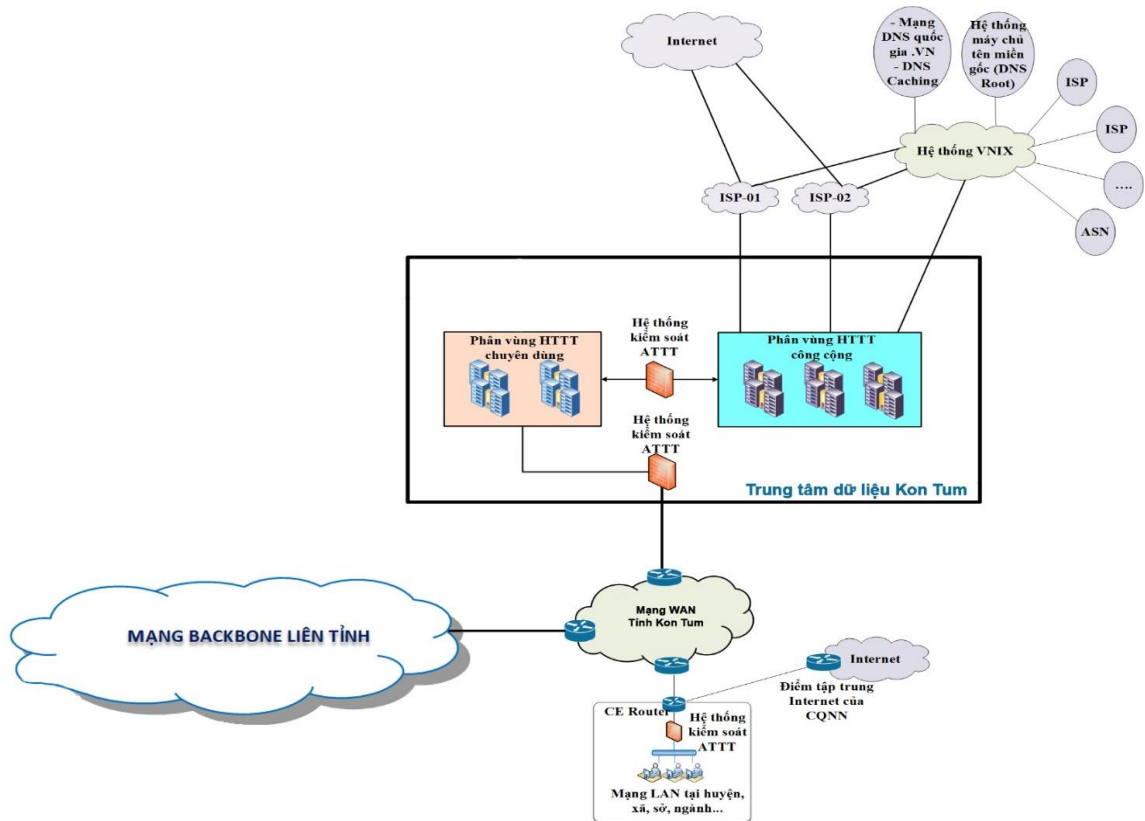 Internet
- Mạng
DNS quốc
gia .VN
- DNS
Caching
Hệ thống
máy chủ
tên miền
gốc (DNS
Root)
ISP
ISP
....
ASN
Hệ thống VNIX
ISP-01
ISP-02
Phân vùng HTTT
chuyên dùng
Hệ thống
kiểm soát
ATTT
Phân vùng HTTT
công cộng
Hệ thống
kiểm soát
ATTT
Trung tâm dữ liệu Kon Tum
Mạng WAN
Tỉnh Kon Tum
MẠNG BACKBONE LIÊN TỈNH
Internet
Điểm tập trung
Internet của
CQNN
CE Router
Hệ thống
kiểm soát
ATTT
Mạng LAN tại huyện,
xã, sở, ngành...